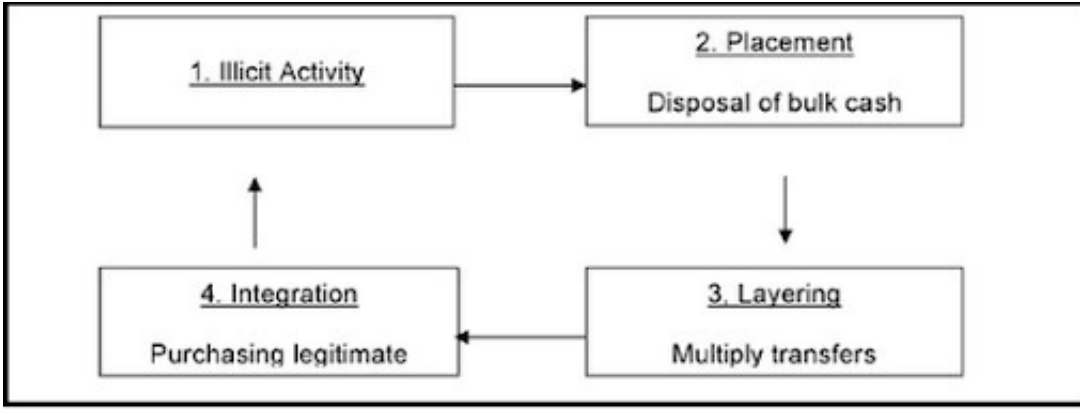 1. Illicit Activity
2. Placement
Disposal of bulk cash
3. Layering
Multiply transfers
4. Integration
Purchasing legitimate